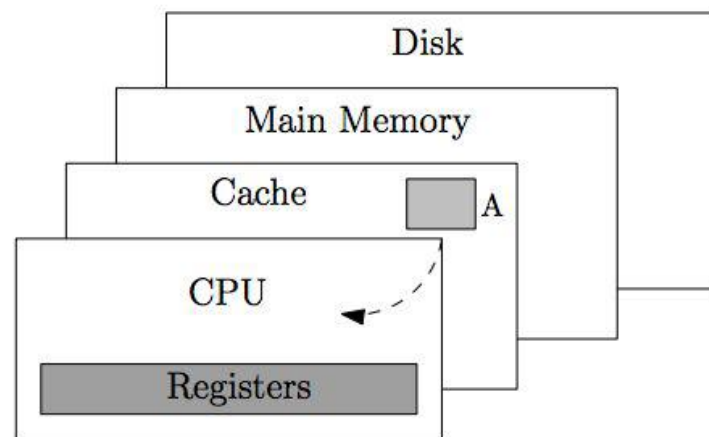 Disk
Main Memory
Cache
A
CPU
Registers